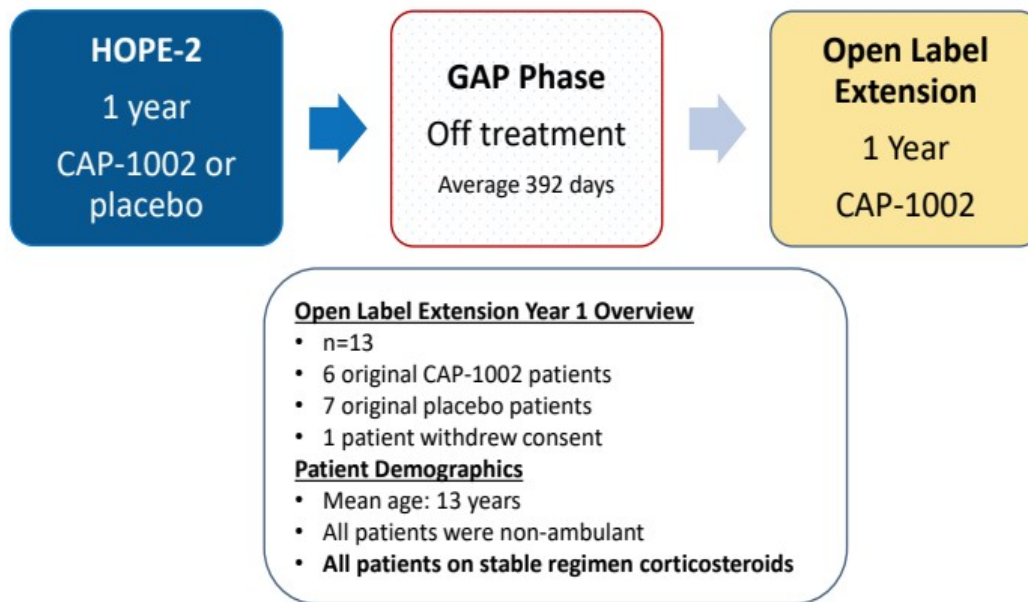 HOPE-2
1 year
CAP-1002 or
placebo
GAP Phase
Off treatment
Average 392 days
Open Label
Extension
1 Year
CAP-1002
Open Label Extension Year 1 Overview
• n=13
• 6 original CAP-1002 patients
• 7 original placebo patients
• 1 patient withdrew consent
Patient Demographics
• Mean age: 13 years
• All patients were non-ambulant
• All patients on stable regimen corticosteroids